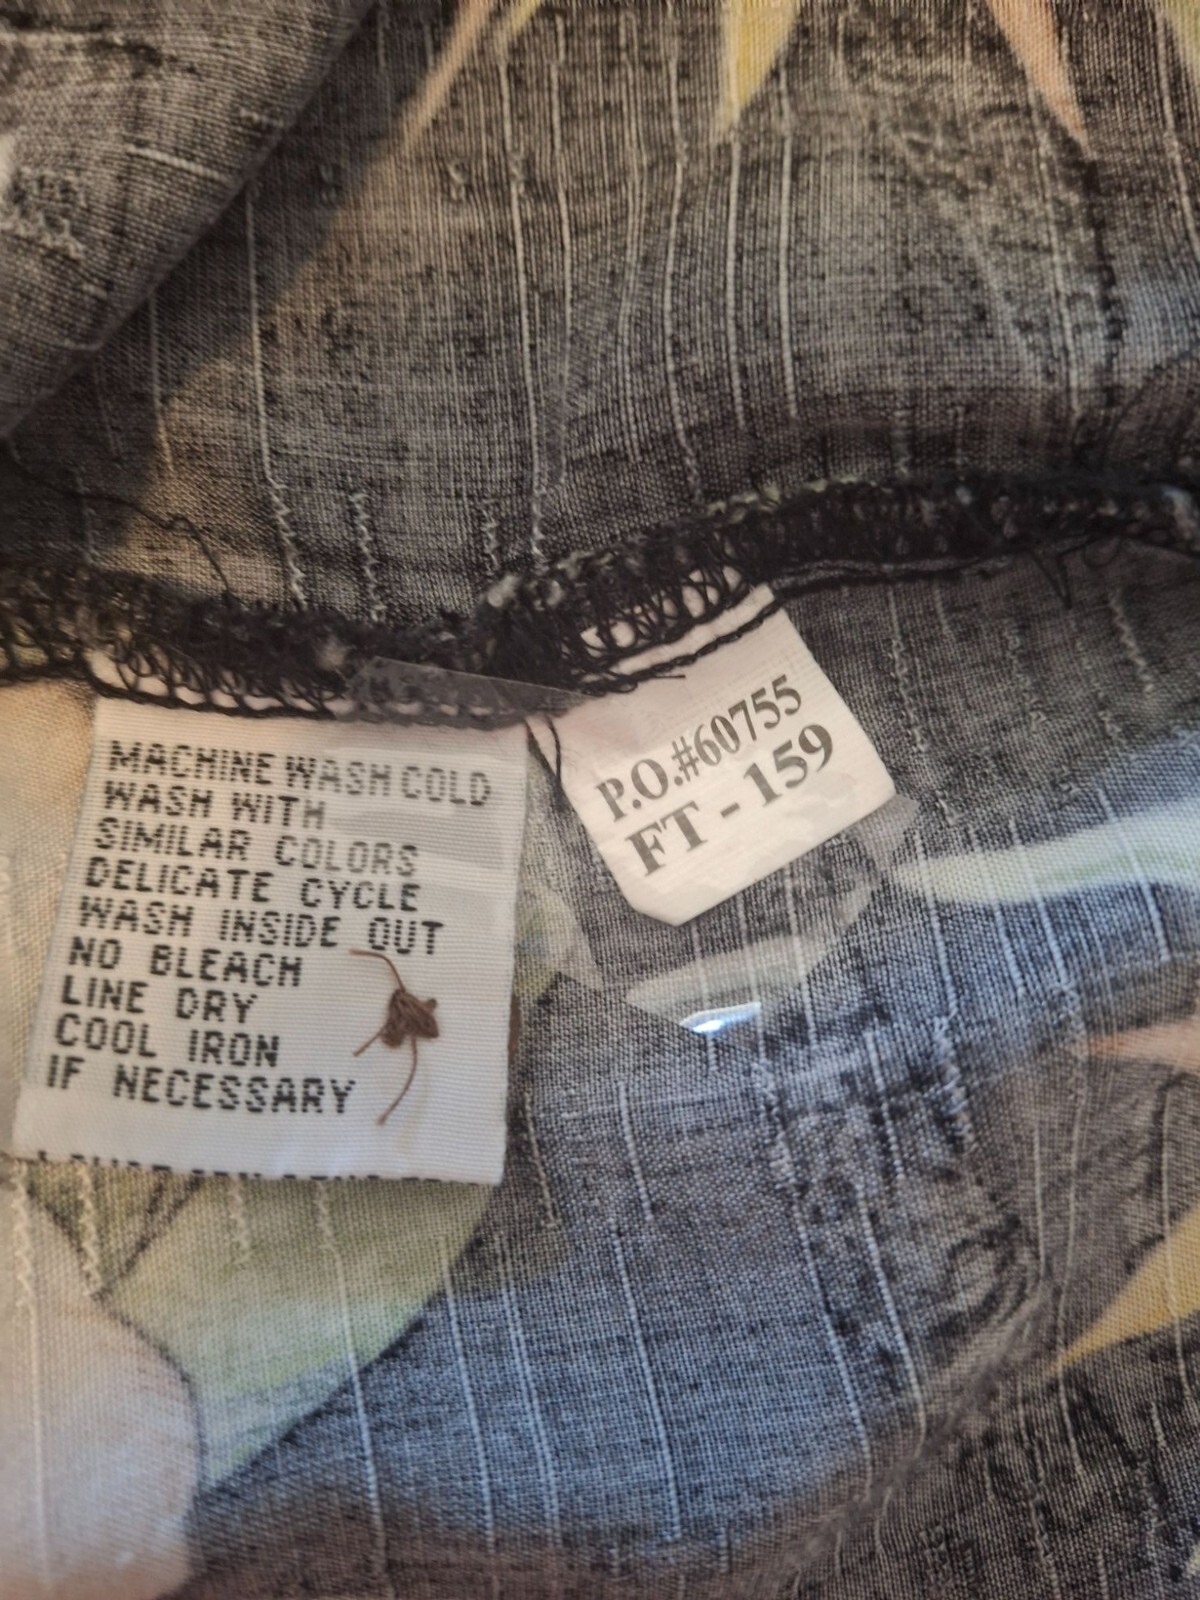 MACHINE WASH COLD
WASH WITH
SIMILAR COLORS
DELICATE CYCLE
WASH INSIDE OUT
NO BLEACH
LINE DRY
COOL IRON
IF NECESSARY
P.O.#60755
FT - 159